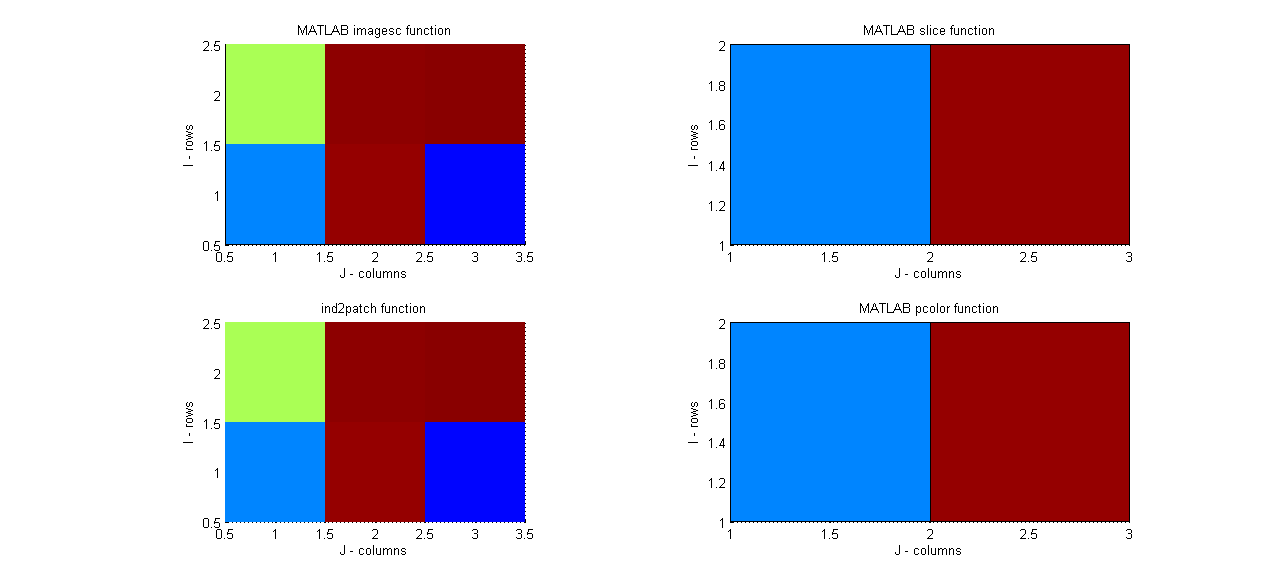 MATLAB imagesc function
2.5
2
1.5
1
0.5
I - rows
0.5 1 1.5 2 2.5 3 3.5
J - columns
MATLAB slice function
2
1.8
1.6
1.4
1.2
1
I - rows
1 1.5 2 2.5 3
J - columns
ind2patch function
2.5
2
1.5
1
0.5
I - rows
0.5 1 1.5 2 2.5 3 3.5
J - columns
MATLAB pcolor function
2
1.8
1.6
1.4
1.2
1
I - rows
1 1.5 2 2.5 3
J - columns